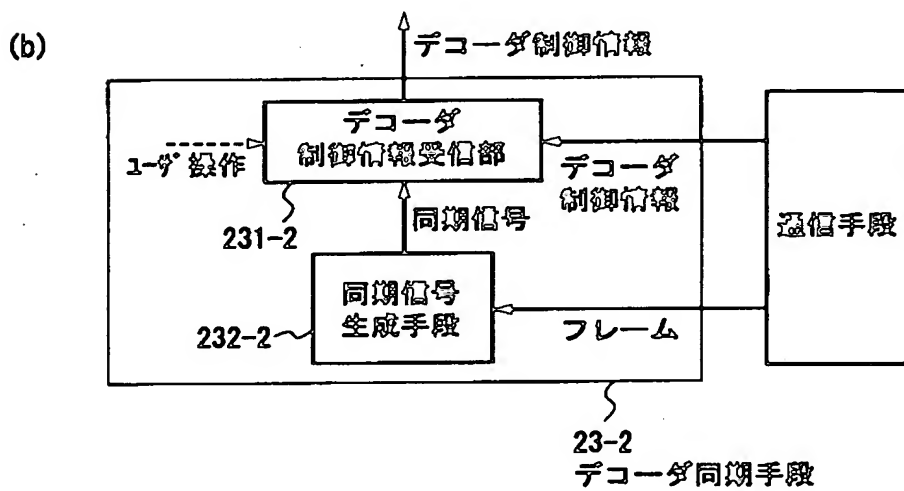 (b)
デコーダ制御情報
デコーダ
制御情報受信部
ユーザ操作
デコーダ
制御情報
231-2
同期信号
通信手段
同期信号
生成手段
232-2
フレーム
23-2
デコーダ同期手段